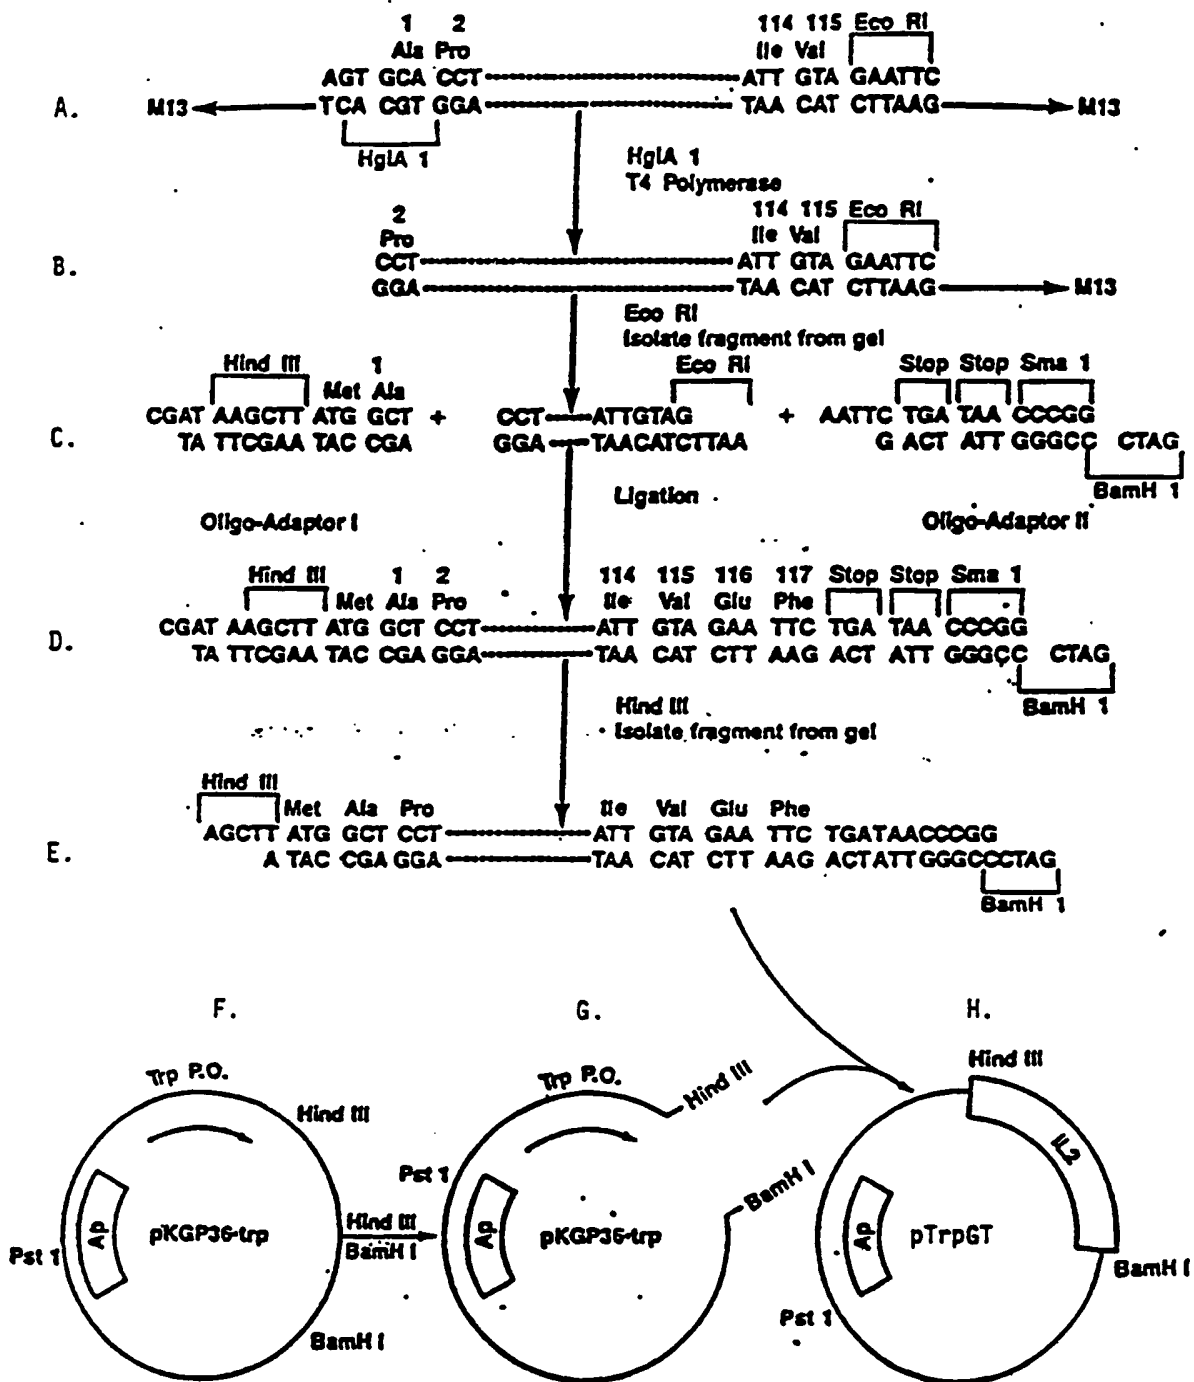 1 2 114 115 Eco RI
Ala Pro Ile Val
AGT GCA CCT ATT GTA GAATTC
A. M13 TCA CGT GGA TAA CAT CTTAAG M13
HgiA 1
HgiA 1
T4 Polymerase
2 114 115 Eco RI
Pro Ile Val
B. CCT ATT GTA GAATTC
GGA TAA CAT CTTAAG M13
Eco RI
Isolate fragment from gel
Hind III 1 Eco RI Stop Stop Sma 1
Met Ala
C. CGAT AAGCTT ATG GCT + CCT ATTGTAG + AATTC TGA TAA CCCGG
TA TTCGAA TAC CGA GGA TAACATCTTAA G ACT ATT GGGCC CTAG
BamH 1
Ligation
Oligo-Adaptor I Oligo-Adaptor II
Hind III 1 2 114 115 116 117 Stop Stop Sma 1
Met Ala Pro Ile Val Glu Phe
D. CGAT AAGCTT ATG GCT CCT ATT GTA GAA TTC TGA TAA CCCGG
TA TTCGAA TAC CGA GGA TAA CAT CTT AAG ACT ATT GGGCC CTAG
BamH 1
Hind III
Isolate fragment from gel
Hind III
Met Ala Pro Ile Val Glu Phe
E. AGCTT ATG GCT CCT ATT GTA GAA TTC TGATAACCCGG
A TAC CGA GGA TAA CAT CTT AAG ACTATTGGGCCCTAG
BamH 1
F. G. H.
Trp P.O. Hind III
Ap pKGP36-trp
Pst 1
BamH I
Hind III
BamH I
Trp P.O. Hind III
Pst 1
Ap pKGP36-trp
BamH I
Hind III
IL2
Ap pTrpGT
Pst 1
BamH I